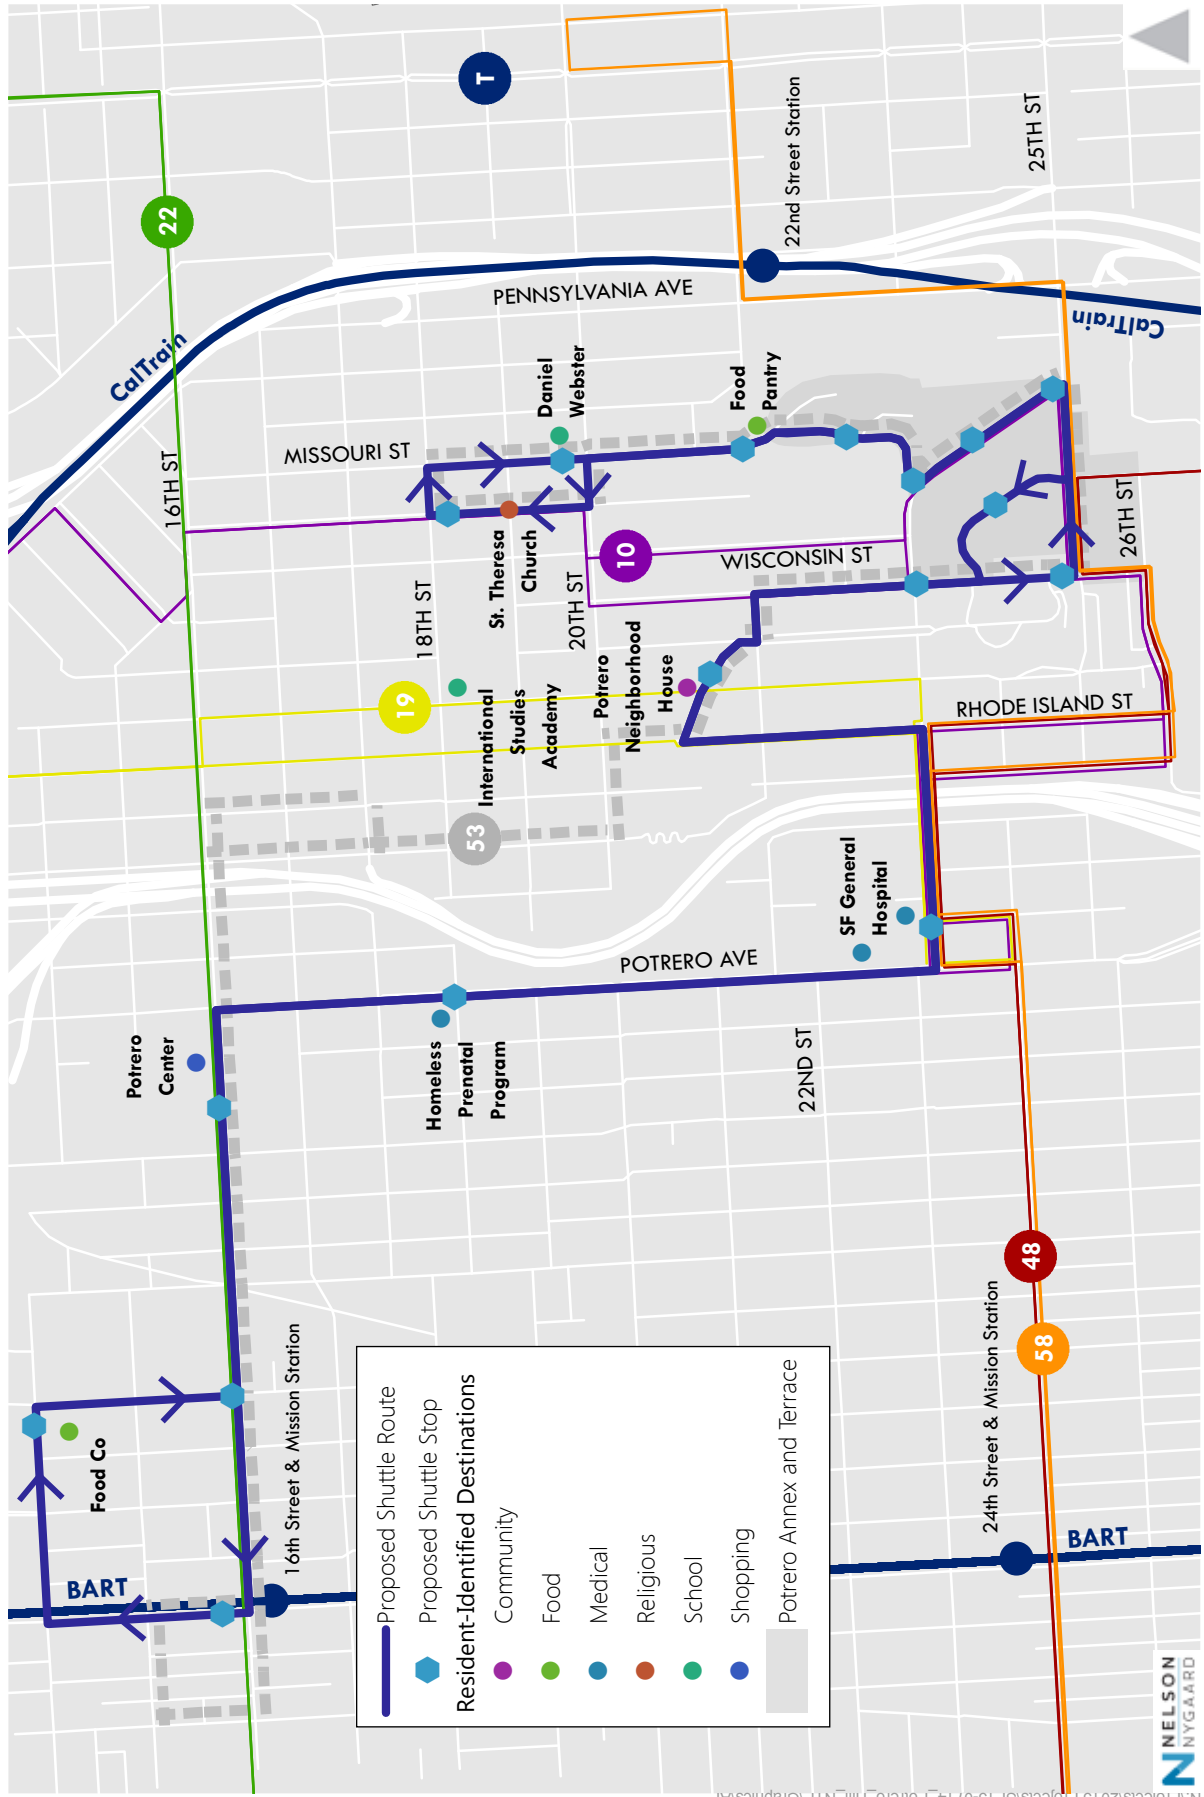 T
22
CalTrain
16TH ST
MISSOURI ST
PENNSYLVANIA AVE
22nd Street Station
25TH ST
CalTrain
Daniel
Webster
Food
Pantry
18TH ST
St. Theresa
Church
20TH ST
10
WISCONSIN ST
26TH ST
19
International
Studies
Academy
Potrero
Neighborhood
House
RHODE ISLAND ST
53
SF General
Hospital
POTRERO AVE
Potrero
Center
Homeless
Prenatal
Program
22ND ST
48
58
24th Street & Mission Station
BART
Food Co
16th Street & Mission Station
BART
Proposed Shuttle Route
Proposed Shuttle Stop
Resident-Identified Destinations
Community
Food
Medical
Religious
School
Shopping
Potrero Annex and Terrace
N NELSON
NYGAARD